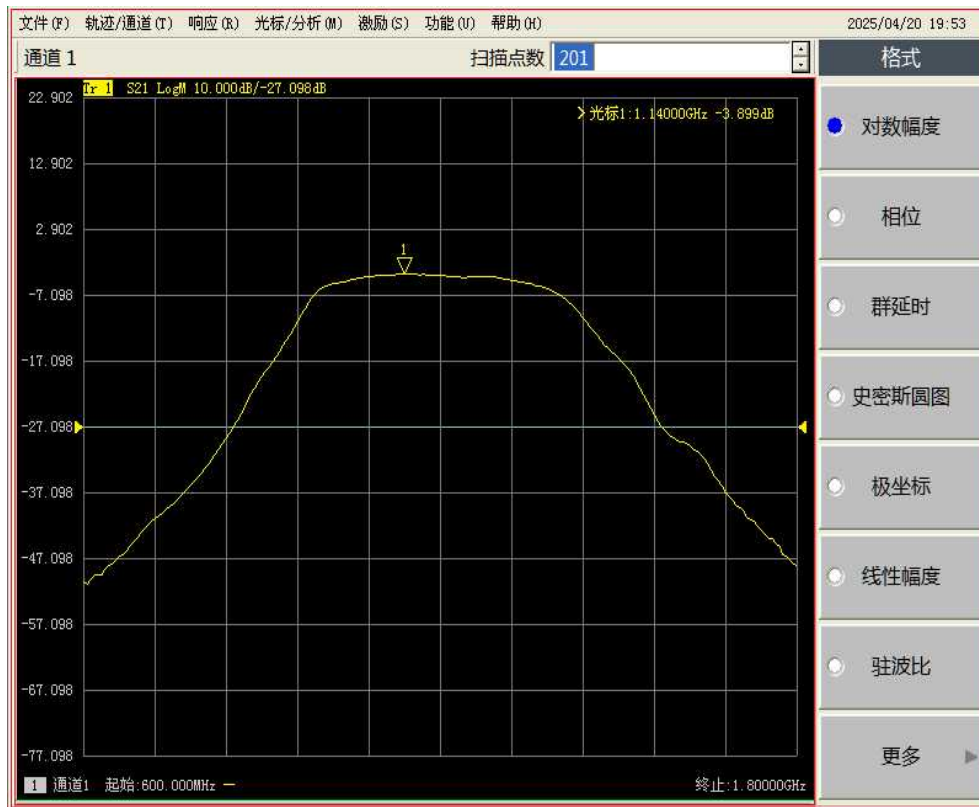 文件(F) 轨迹/通道(T) 响应(R) 光标/分析(M) 激励(S) 功能(U) 帮助(H) 2025/04/20 19:53
通道 1 扫描点数 201 格式
Tr 1 S21 LogM 10.000dB/-27.098dB
22.902
>光标1:1.14000GHz -3.899dB
对数幅度
12.902
相位
2.902
1
-7.098
群延时
-17.098
史密斯圆图
-27.098
极坐标
-37.098
-47.098
线性幅度
-57.098
驻波比
-67.098
更多
-77.098
1 通道1 起始:600.000MHz 终止:1.80000GHz